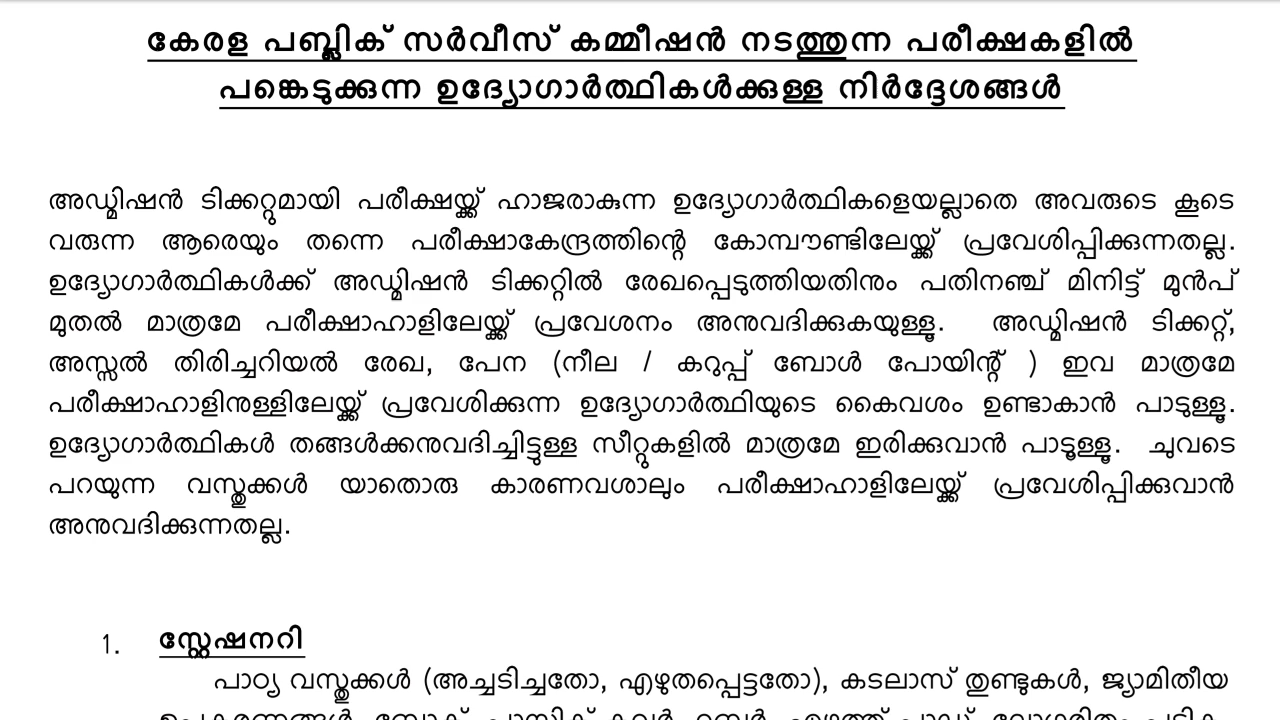 കേരള പബ്ലിക് സർവീസ് കമ്മീഷൻ നടത്തുന്ന പരീക്ഷകളിൽ
പങ്കെടുക്കുന്ന ഉദ്യോഗാർത്ഥികൾക്കുള്ള നിർദ്ദേശങ്ങൾ
അഡ്മിഷൻ ടിക്കറ്റുമായി പരീക്ഷയ്ക്ക് ഹാജരാകുന്ന ഉദ്യോഗാർത്ഥികളെയല്ലാതെ അവരുടെ കൂടെ
വരുന്ന ആരെയും തന്നെ പരീക്ഷാകേന്ദ്രത്തിന്റെ കോമ്പൗണ്ടിലേയ്ക്ക് പ്രവേശിപ്പിക്കുന്നതല്ല.
ഉദ്യോഗാർത്ഥികൾക്ക് അഡ്മിഷൻ ടിക്കറ്റിൽ രേഖപ്പെടുത്തിയതിനും പതിനഞ്ച് മിനിട്ട് മുൻപ്
മുതൽ മാത്രമേ പരീക്ഷാഹാളിലേയ്ക്ക് പ്രവേശനം അനുവദിക്കുകയുള്ളൂ. അഡ്മിഷൻ ടിക്കറ്റ്,
അസ്സൽ തിരിച്ചറിയൽ രേഖ, പേന (നീല / കറുപ്പ് ബോൾ പോയിന്റ് ) ഇവ മാത്രമേ
പരീക്ഷാഹാളിനുള്ളിലേയ്ക്ക് പ്രവേശിക്കുന്ന ഉദ്യോഗാർത്ഥിയുടെ കൈവശം ഉണ്ടാകാൻ പാടുള്ളൂ.
ഉദ്യോഗാർത്ഥികൾ തങ്ങൾക്കനുവദിച്ചിട്ടുള്ള സീറ്റുകളിൽ മാത്രമേ ഇരിക്കുവാൻ പാടൂള്ളൂ. ചുവടെ
പറയുന്ന വസ്തുക്കൾ യാതൊരു കാരണവശാലും പരീക്ഷാഹാളിലേയ്ക്ക് പ്രവേശിപ്പിക്കുവാൻ
അനുവദിക്കുന്നതല്ല.
1. സ്റ്റേഷനറി
പാഠ്യ വസ്തുക്കൾ (അച്ചടിച്ചതോ, എഴുതപ്പെട്ടതോ), കടലാസ് തുണ്ടുകൾ, ജ്യാമിതീയ